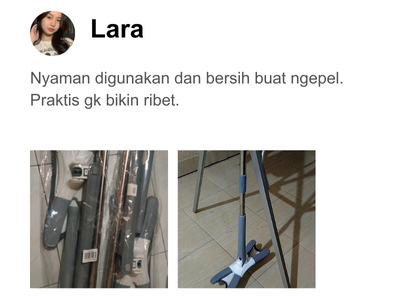 Lara
Nyaman digunakan dan bersih buat ngepel.
Praktis gk bikin ribet.